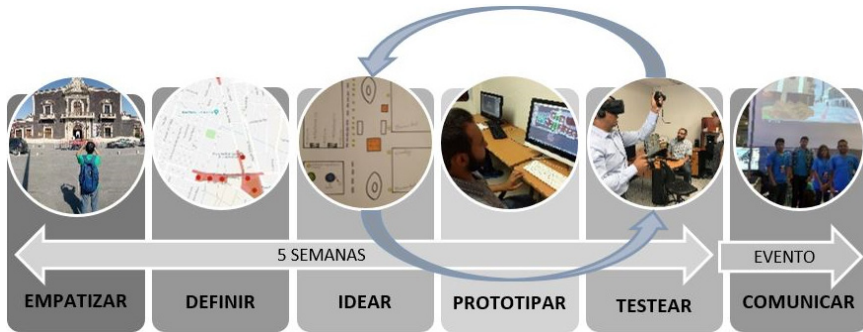 5 SEMANAS
EVENTO
EMPATIZAR
DEFINIR
IDEAR
PROTOTIPAR
TESTEAR
COMUNICAR